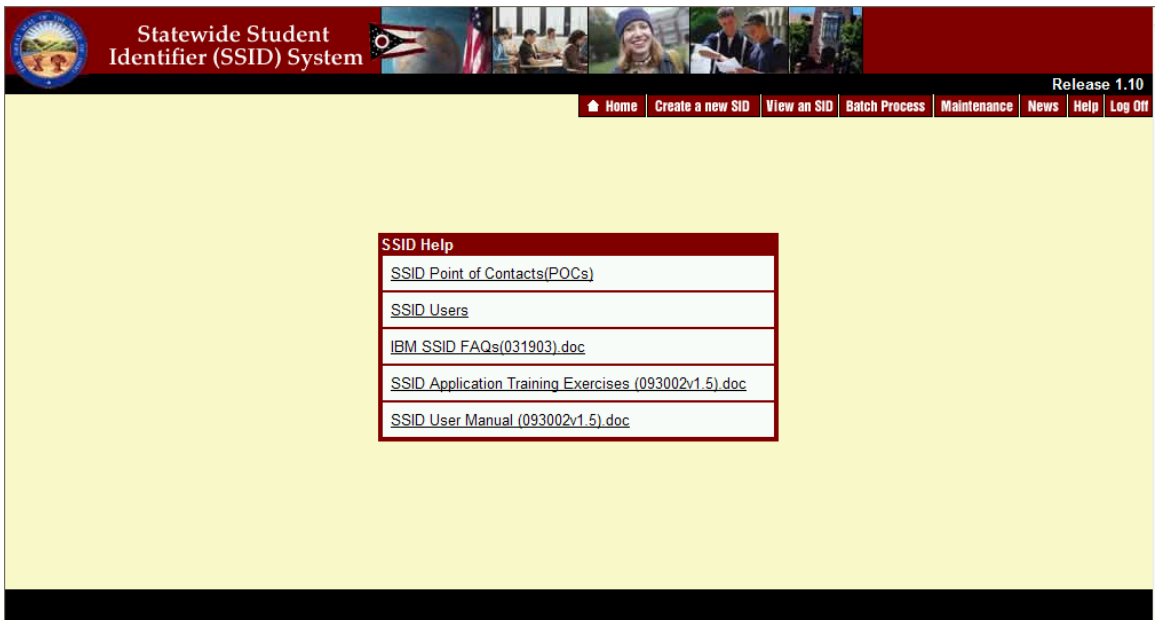 Statewide Student
Identifier (SSID) System
Release 1.10
Home Create a new SID View an SID Batch Process Maintenance News Help Log Off
SSID Help
SSID Point of Contacts(POCs)
SSID Users
IBM SSID FAQs(031903).doc
SSID Application Training Exercises (093002v1.5).doc
SSID User Manual (093002v1.5).doc